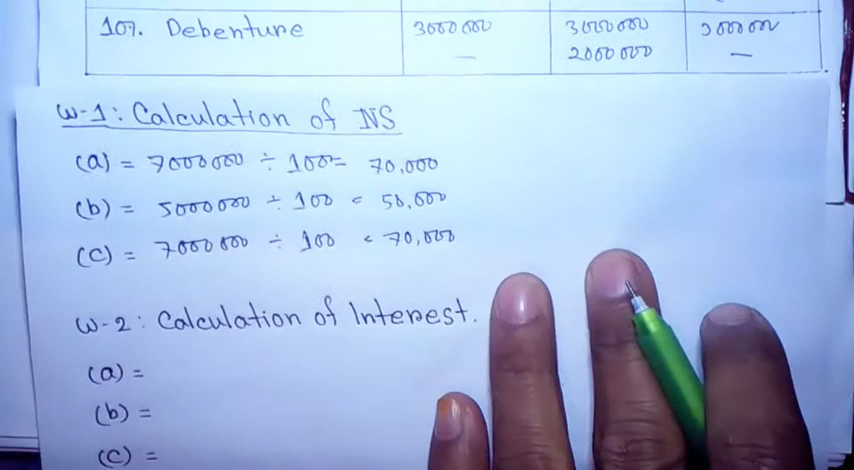 10%. Debenture 3000000 3000000 3000000
— 2000000 —
W-1: Calculation of NS
(a) = 7000000 ÷ 100 = 70,000
(b) = 5000000 ÷ 100 = 50,000
(c) = 7000000 ÷ 100 = 70,000
W-2: Calculation of Interest.
(a) =
(b) =
(c) =